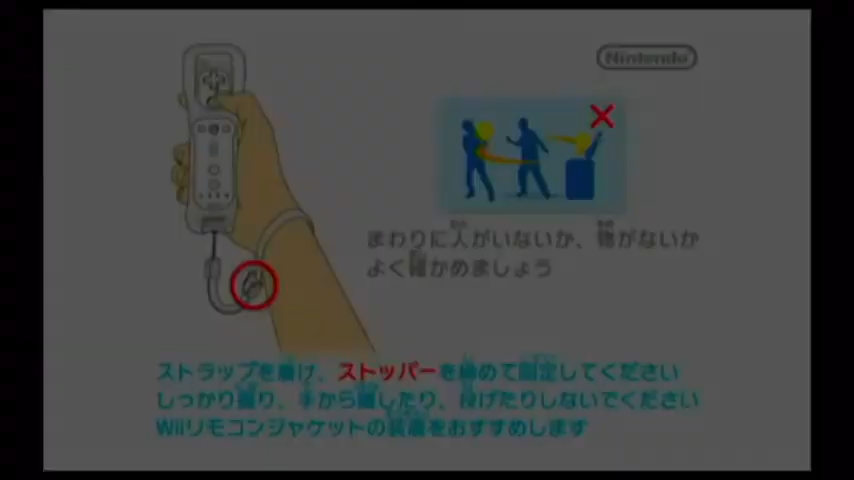 Nintendo
まわりに人がいないか、物がないか
よく確かめましょう
ストラップを着け、ストッパーを締めて固定してください
しっかり握り、手から離したり、投げたりしないでください
Wiiリモコンジャケットの装着をおすすめします